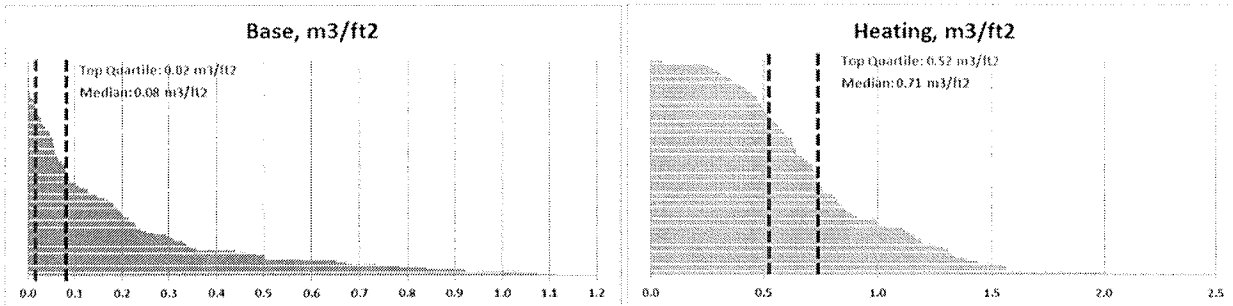 Base, m3/ft2
Top Quartile: 0.02 m3/ft2
Median: 0.08 m3/ft2
0.0 0.1 0.2 0.3 0.4 0.5 0.6 0.7 0.8 0.9 1.0 1.1 1.2
Heating, m3/ft2
Top Quartile: 0.52 m3/ft2
Median: 0.71 m3/ft2
0.0 0.5 1.0 1.5 2.0 2.5